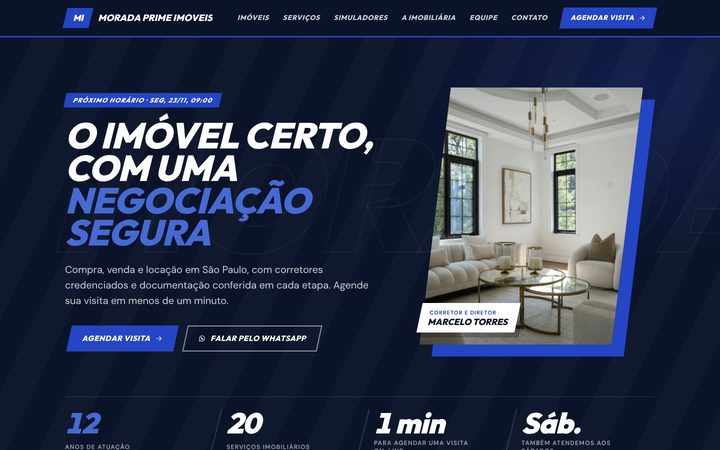 MI MORADA PRIME IMÓVEIS IMÓVEIS SERVIÇOS SIMULADORES A IMOBILIÁRIA EQUIPE CONTATO AGENDAR VISITA →
PRÓXIMO HORÁRIO · SEG, 23/11, 09:00
O IMÓVEL CERTO,
COM UMA
NEGOCIAÇÃO
SEGURA
Compra, venda e locação em São Paulo, com corretores
credenciados e documentação conferida em cada etapa. Agende
sua visita em menos de um minuto.
AGENDAR VISITA → FALAR PELO WHATSAPP
CORRETOR E DIRETOR
MARCELO TORRES
12
ANOS DE ATUAÇÃO
20
SERVIÇOS IMOBILIÁRIOS
1 min
PARA AGENDAR UMA VISITA
Sáb.
TAMBÉM ATENDEMOS AOS